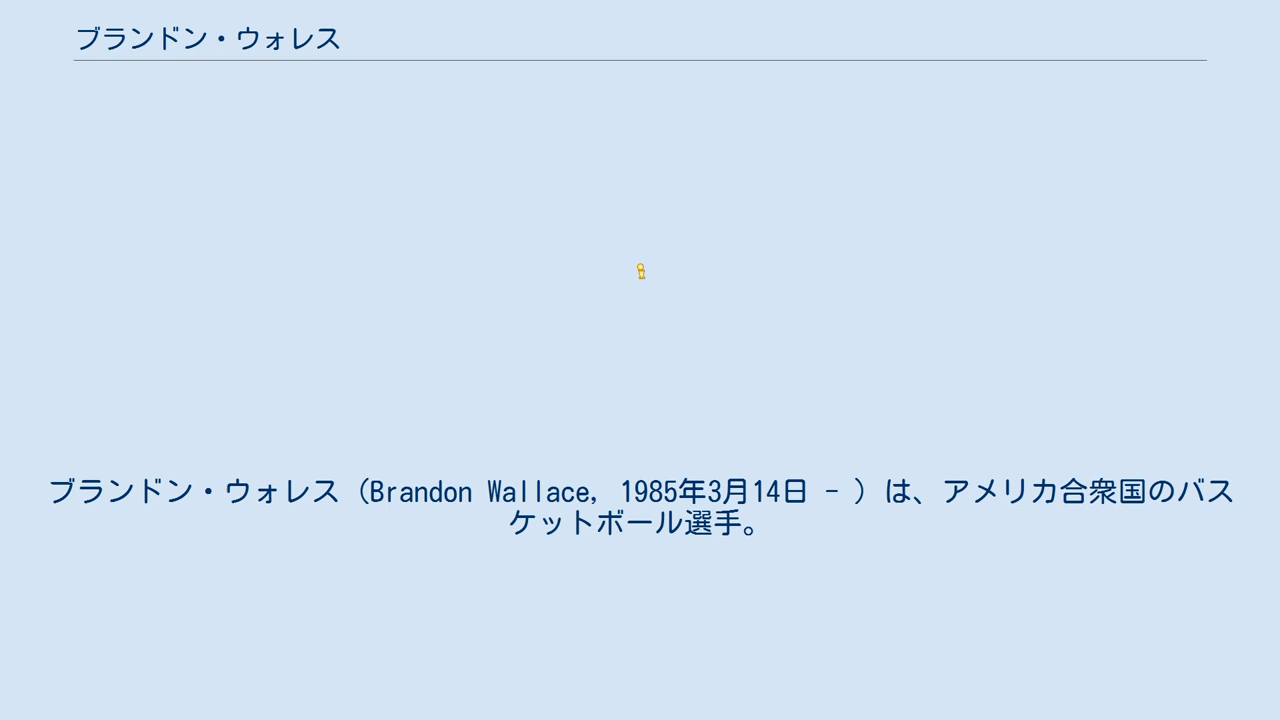 ブランドン・ウォレス
ブランドン・ウォレス（Brandon Wallace, 1985年3月14日 - ）は、アメリカ合衆国のバス
ケットボール選手。